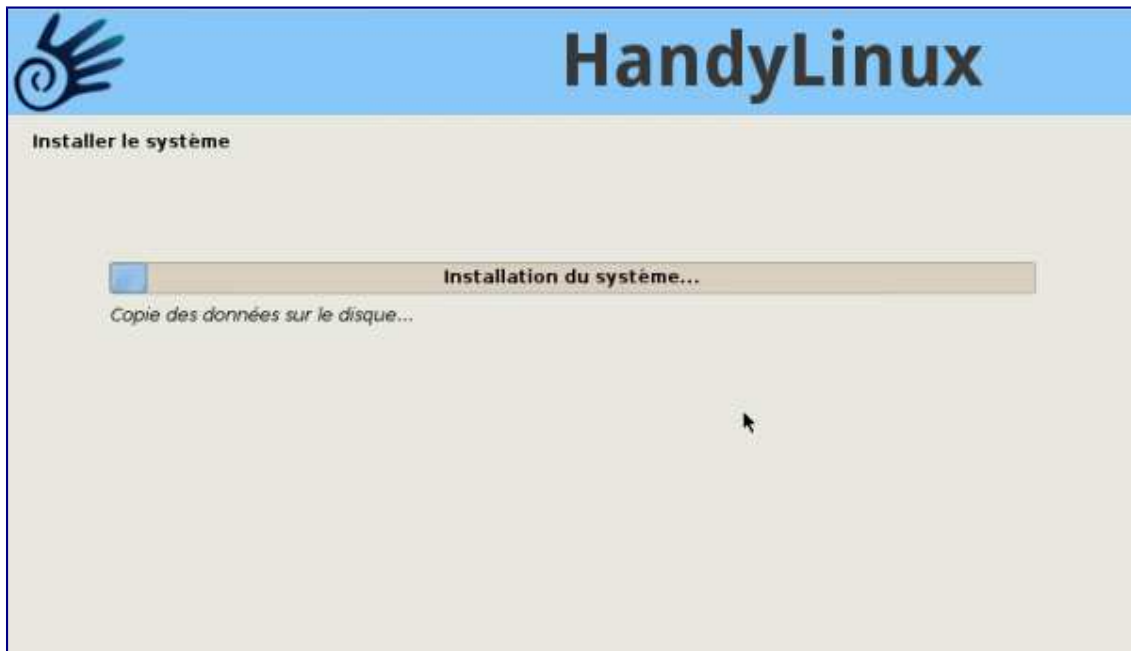 HandyLinux
Installer le système
Installation du système...
Copie des données sur le disque...